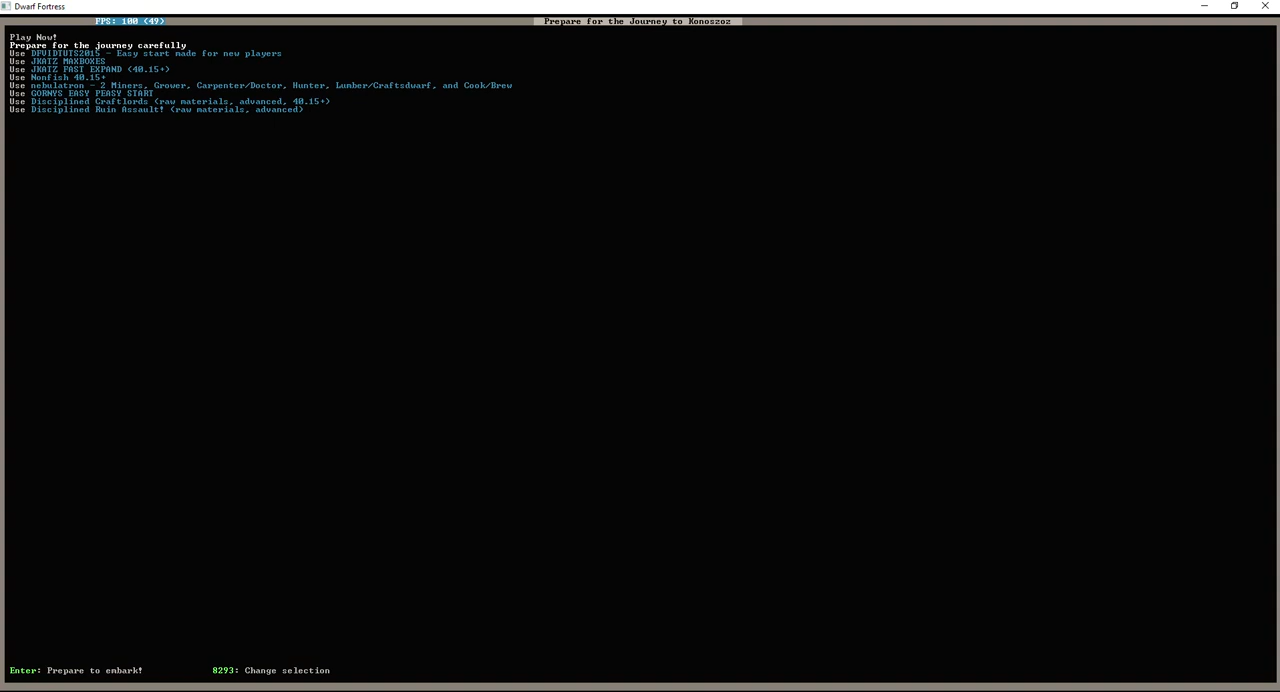 Dwarf Fortress
FPS: 100 (49)
Prepare for the Journey to Konoszoz
Play Now!
Prepare for the journey carefully
Use DFVIDTUTS2015 - Easy start made for new players
Use JKATZ MAXBOXES
Use JKATZ FAST EXPAND (40.15+)
Use Nonfish 40.15+
Use nebulatron - 2 Miners, Grower, Carpenter/Doctor, Hunter, Lumber/Craftsdwarf, and Cook/Brew
Use GORNYS EASY PEASY START
Use Disciplined Craftlords (raw materials, advanced, 40.15+)
Use Disciplined Ruin Assault! (raw materials, advanced)
Enter: Prepare to embark!
8293: Change selection